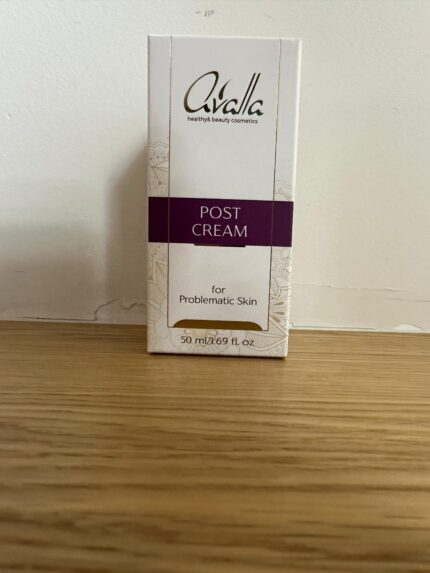 avalla
healthy& beauty cosmetics
POST
CREAM
for
Problematic Skin
50 ml/1.69 fl. oz